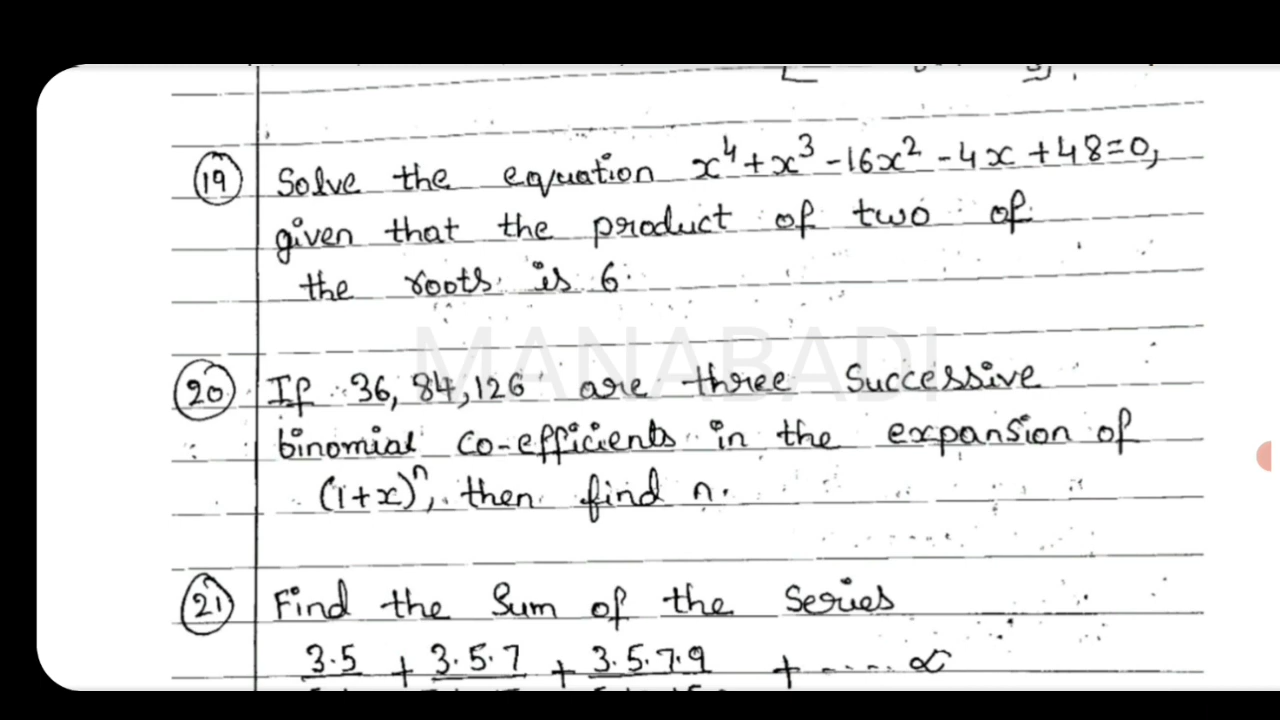 19 Solve the equation x⁴ + x³ - 16x² - 4x + 48 = 0,
given that the product of two of
the roots is 6.
MANABADI
20 If 36, 84, 126 are three Successive
binomial co-efficients in the expansion of
(1+x)ⁿ, then find n.
21 Find the Sum of the Series
3.5 + 3.5.7 + 3.5.7.9 + ..... ∝